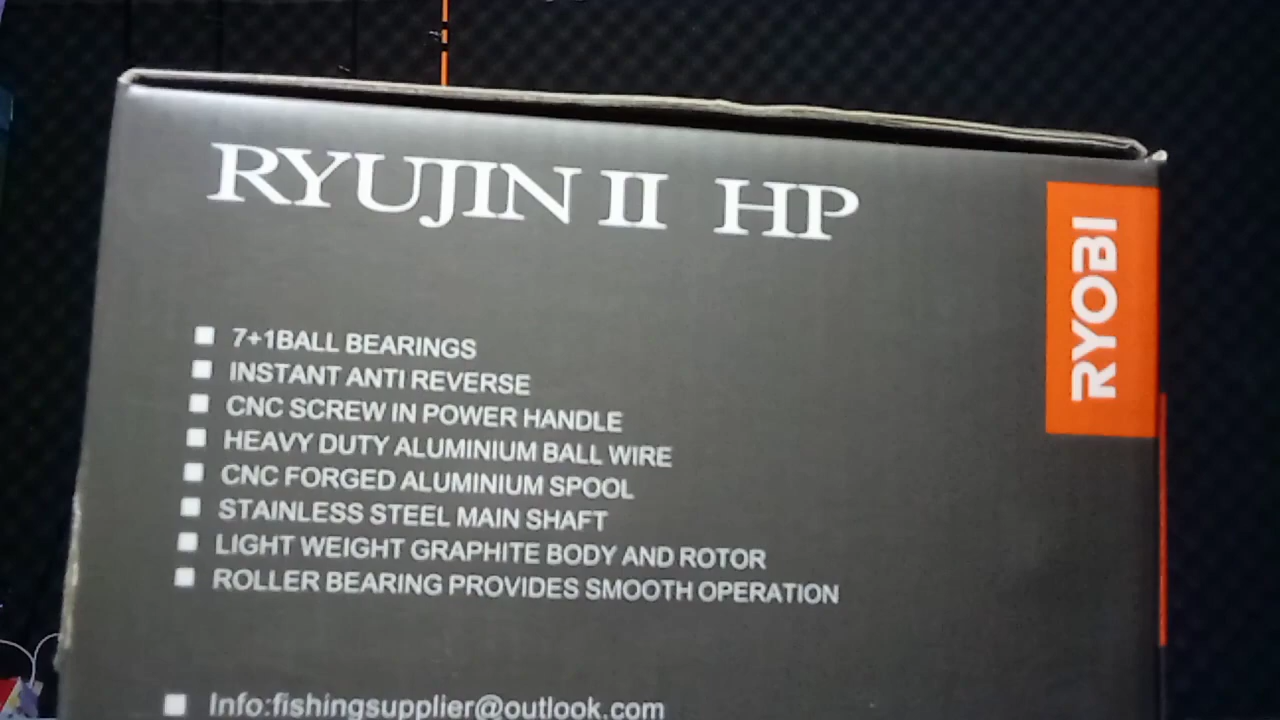 RYUJIN II HP
RYOBI
7+1BALL BEARINGS
INSTANT ANTI REVERSE
CNC SCREW IN POWER HANDLE
HEAVY DUTY ALUMINIUM BALL WIRE
CNC FORGED ALUMINIUM SPOOL
STAINLESS STEEL MAIN SHAFT
LIGHT WEIGHT GRAPHITE BODY AND ROTOR
ROLLER BEARING PROVIDES SMOOTH OPERATION
Info:fishingsupplier@outlook.com